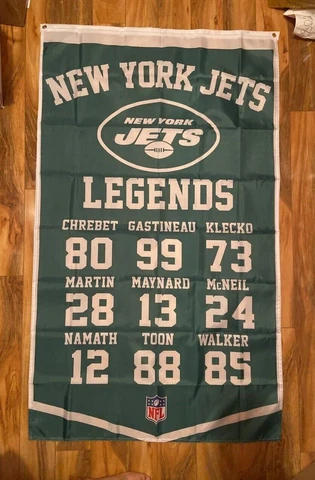 NEW YORK JETS
NEW YORK
JETS
LEGENDS
CHREBET GASTINEAU KLECKO
80 99 73
MARTIN MAYNARD McNEIL
28 13 24
NAMATH TOON WALKER
12 88 85
NFL